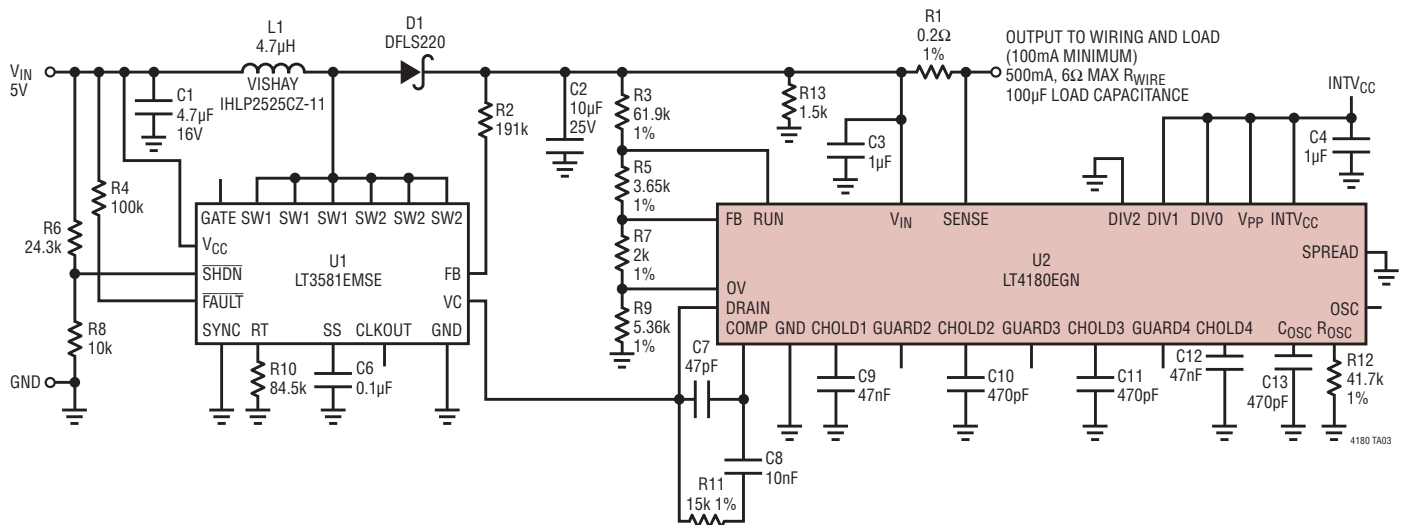 L1
4.7µH
VISHAY
IHLP2525CZ-11
D1
DFLS220
R1
0.2Ω
1%
OUTPUT TO WIRING AND LOAD
(100mA MINIMUM)
500mA, 6Ω MAX RWIRE
100µF LOAD CAPACITANCE
INTVCC
VIN
5V
C1
4.7µF
16V
R2
191k
C2
10µF
25V
R3
61.9k
1%
R13
1.5k
C3
1µF
C4
1µF
R4
100k
R5
3.65k
1%
R6
24.3k
GATE SW1 SW1 SW1 SW2 SW2 SW2
VCC
SHDN
FAULT
U1
LT3581EMSE
FB
VC
SYNC RT SS CLKOUT GND
R7
2k
1%
R9
5.36k
1%
FB RUN VIN SENSE DIV2 DIV1 DIV0 VPP INTVCC
SPREAD
U2
LT4180EGN
OV
DRAIN
OSC
COMP GND CHOLD1 GUARD2 CHOLD2 GUARD3 CHOLD3 GUARD4 CHOLD4 COSC ROSC
R8
10k
GND
R10
84.5k
C6
0.1µF
C7
47pF
C9
47nF
C10
470pF
C11
470pF
C12
47nF
C13
470pF
R12
41.7k
1%
C8
10nF
R11
15k 1%
4180 TA03